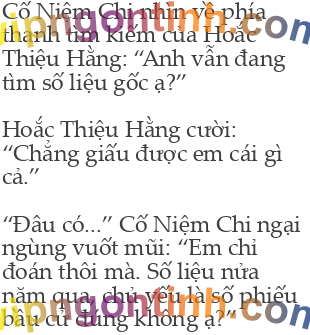 Cố Niệm Chi nhìn về phía
thanh tìm kiếm của Hoắc
Thiệu Hằng: “Anh vẫn đang
tìm số liệu gốc ạ?”
Hoắc Thiệu Hằng cười:
“Chẳng giấu được em cái gì
cả.”
“Đâu có...” Cố Niệm Chi ngại
ngùng vuốt mũi: “Em chỉ
đoán thôi mà. Số liệu nửa
năm qua, chủ yếu là số phiếu
bầu cử đúng không ạ?”
vipngontinh.com
vipngontinh.com